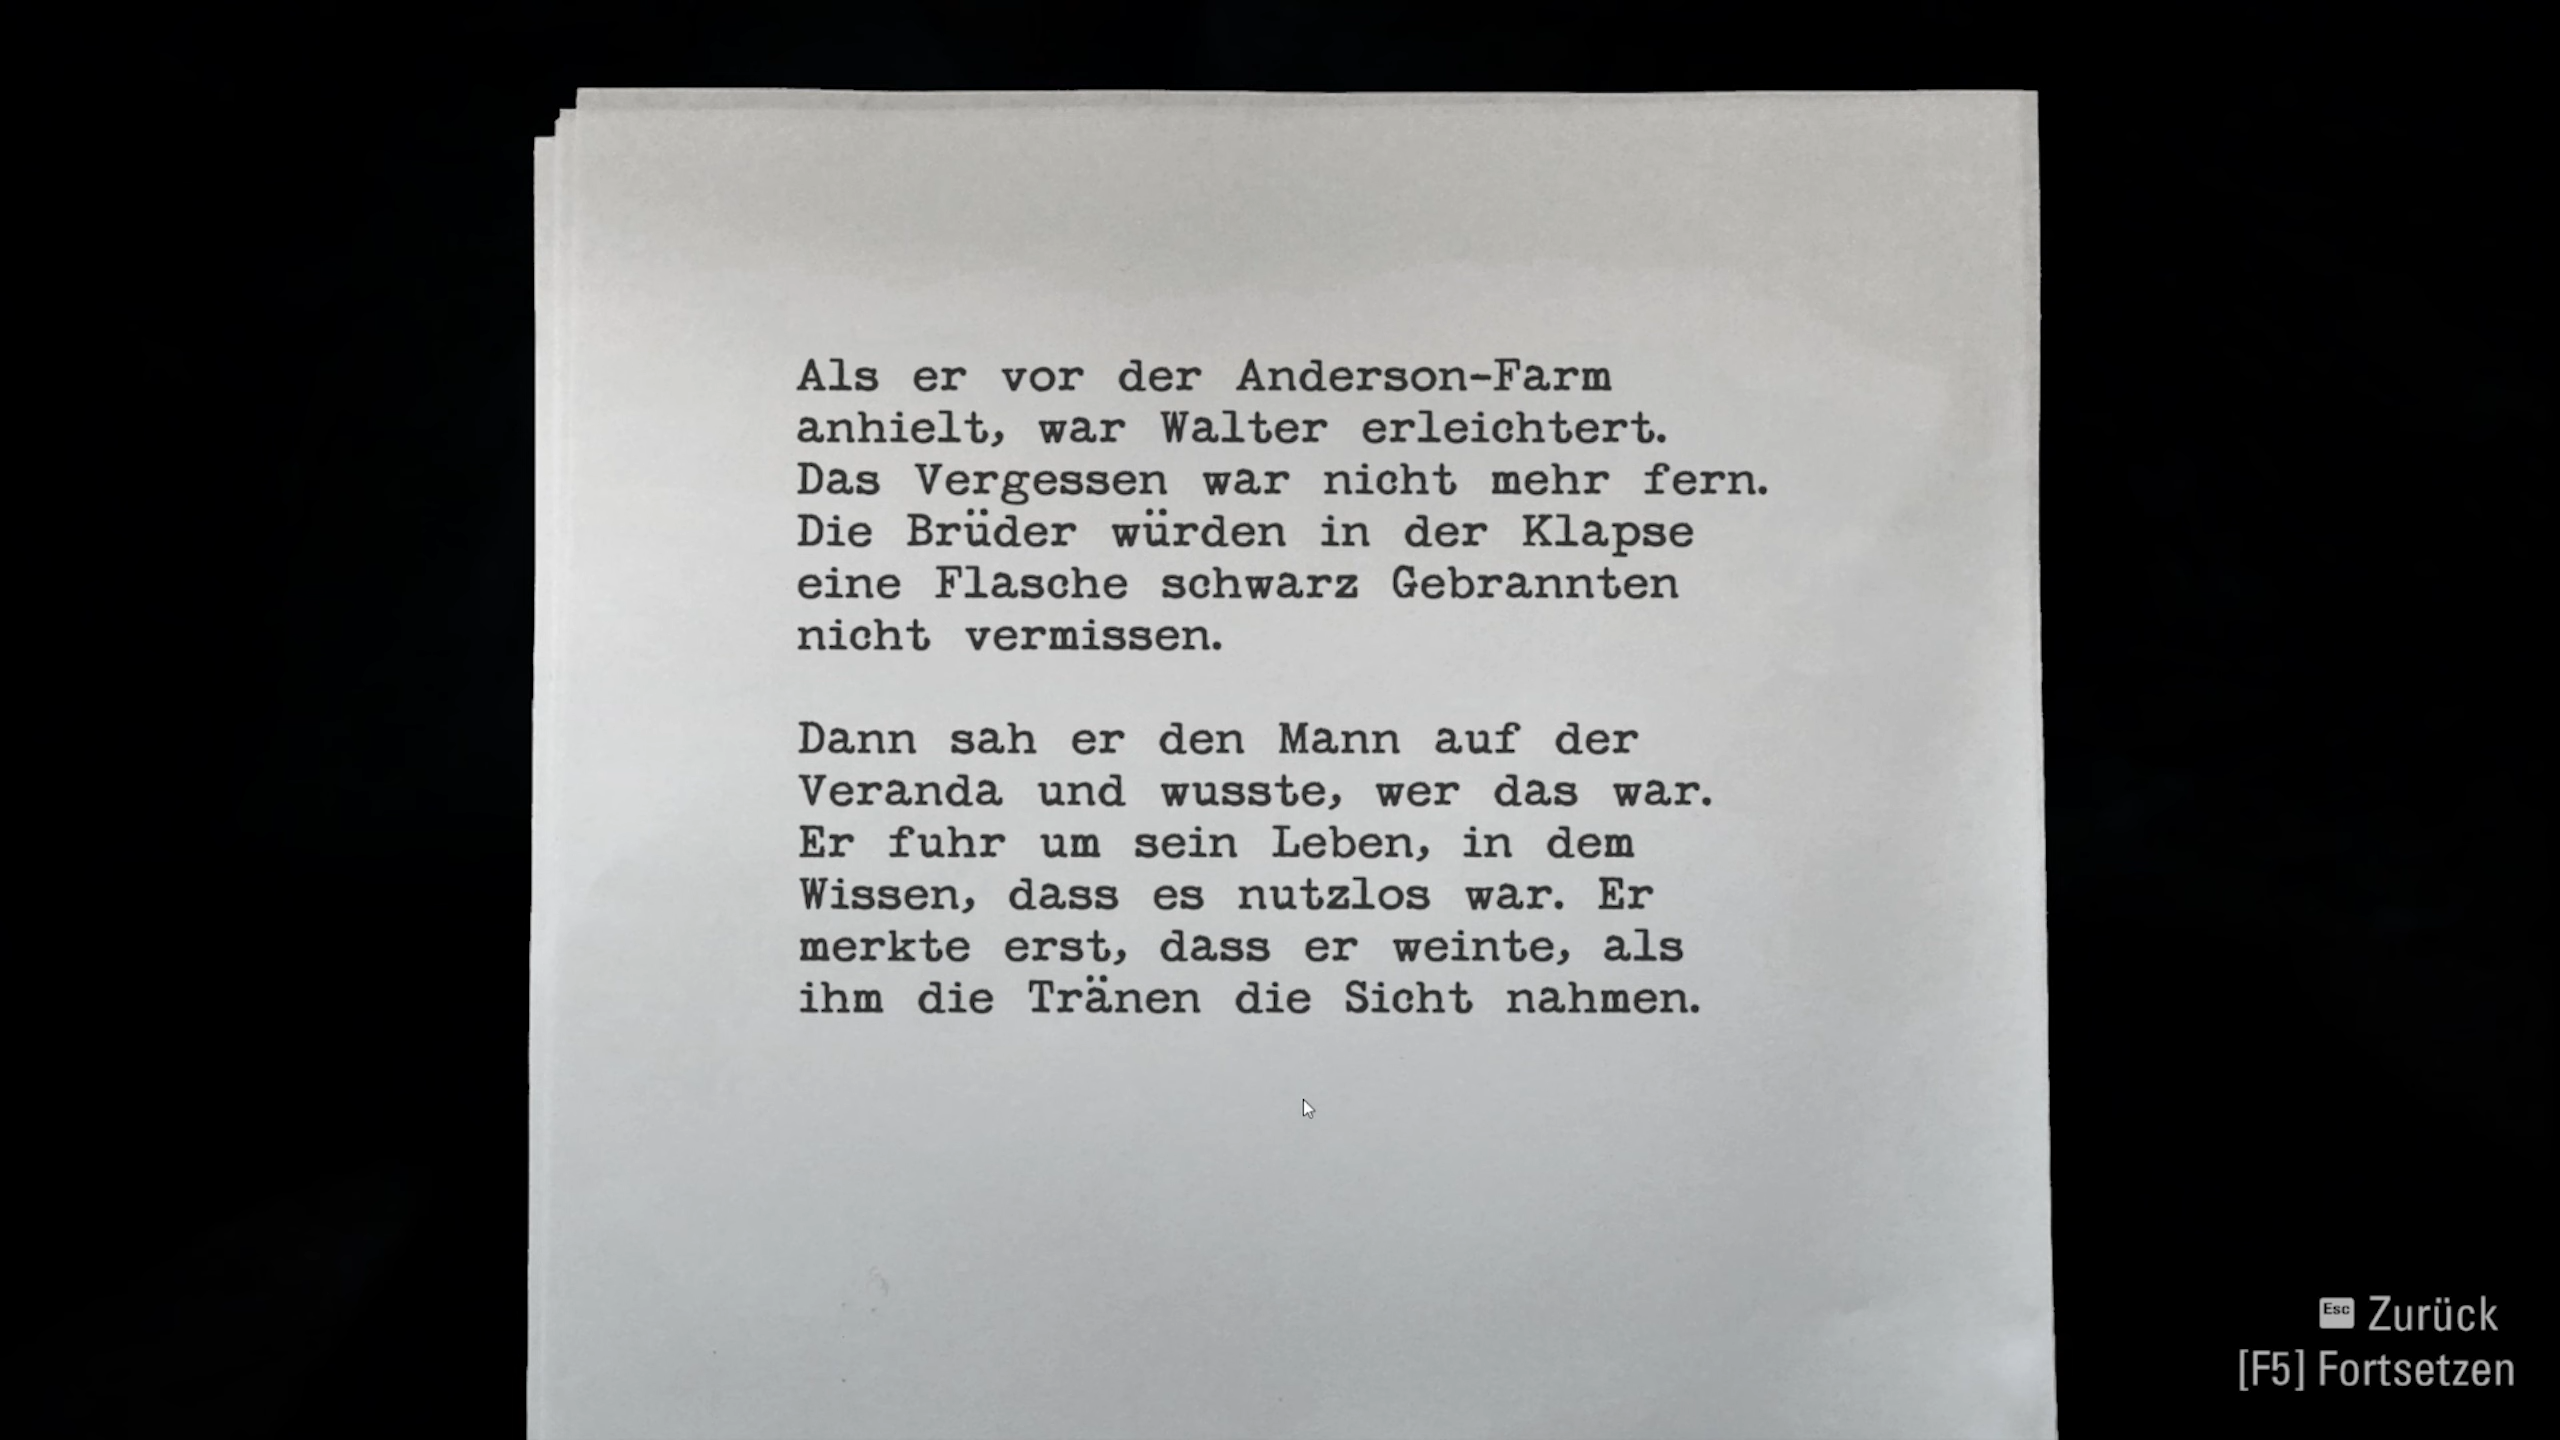 Als er vor der Anderson-Farm
anhielt, war Walter erleichtert.
Das Vergessen war nicht mehr fern.
Die Brüder würden in der Klapse
eine Flasche schwarz Gebrannten
nicht vermissen.
Dann sah er den Mann auf der
Veranda und wusste, wer das war.
Er fuhr um sein Leben, in dem
Wissen, dass es nutzlos war. Er
merkte erst, dass er weinte, als
ihm die Tränen die Sicht nahmen.
Esc Zurück
[F5] Fortsetzen